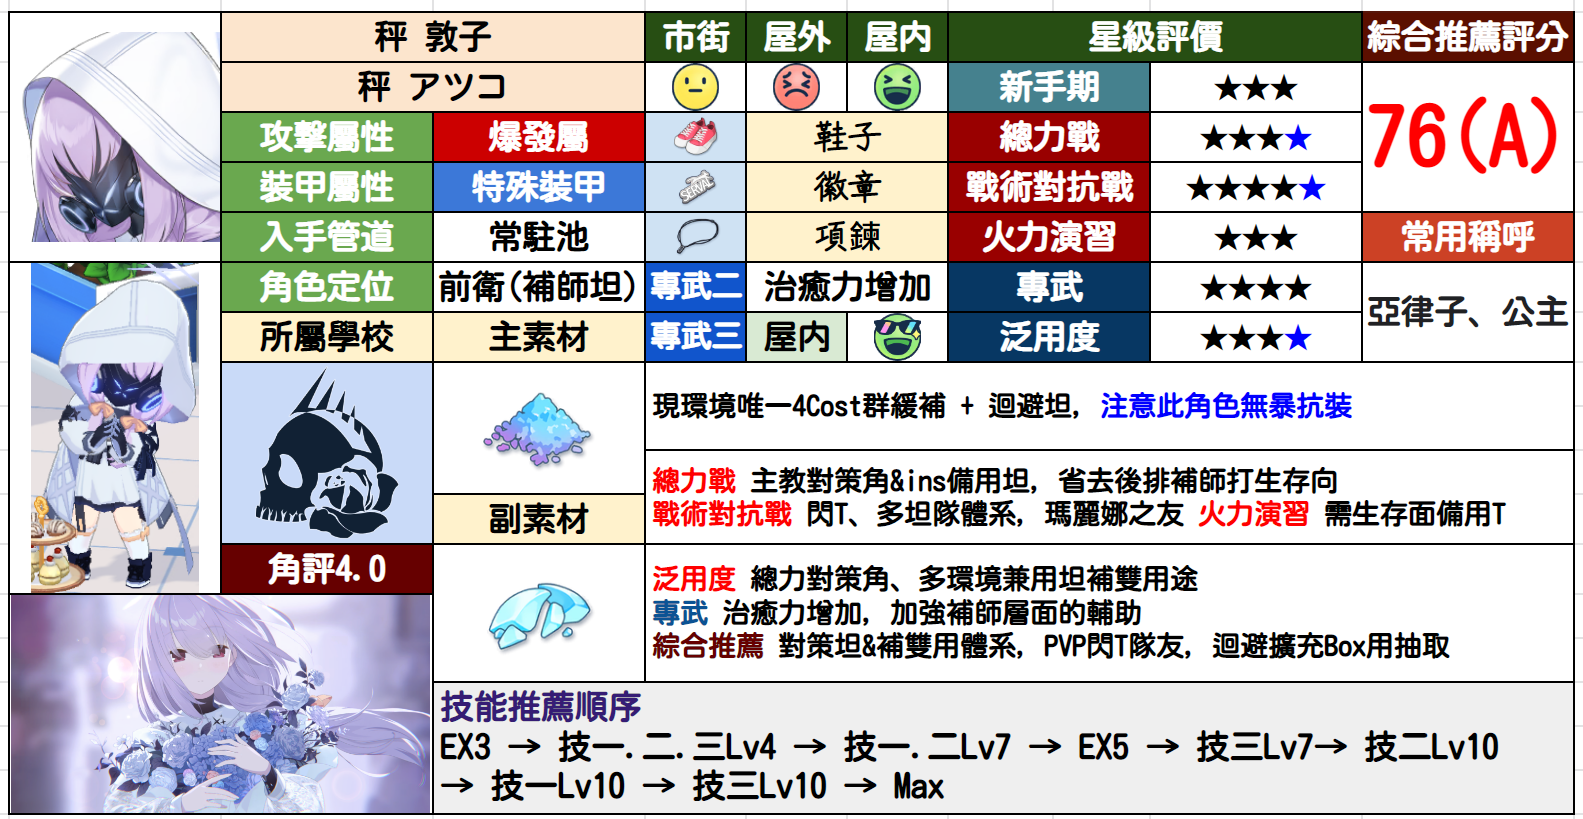 秤 敦子
市街
屋外
屋内
星級評價
綜合推薦評分
秤 アツコ
新手期
★★★
76(A)
攻擊屬性
爆發屬
鞋子
總力戰
★★★★
裝甲屬性
特殊裝甲
SERVAL
徽章
戰術對抗戰
★★★★★
入手管道
常駐池
項鍊
火力演習
★★★
常用稱呼
角色定位
前衛(補師坦)
專武二
治癒力增加
專武
★★★★
亞律子、公主
所屬學校
主素材
專武三
屋内
泛用度
★★★★
現環境唯一4Cost群緩補 + 迴避坦, 注意此角色無暴抗裝
總力戰 主教對策角&ins備用坦, 省去後排補師打生存向
戰術對抗戰 閃T、多坦隊體系, 瑪麗娜之友 火力演習 需生存面備用T
副素材
角評4.0
泛用度 總力對策角、多環境兼用坦補雙用途
專武 治癒力增加, 加強補師層面的輔助
綜合推薦 對策坦&補雙用體系, PVP閃T隊友, 迴避擴充Box用抽取
技能推薦順序
EX3 → 技一.二.三Lv4 → 技一.二Lv7 → EX5 → 技三Lv7→ 技二Lv10
→ 技一Lv10 → 技三Lv10 → Max